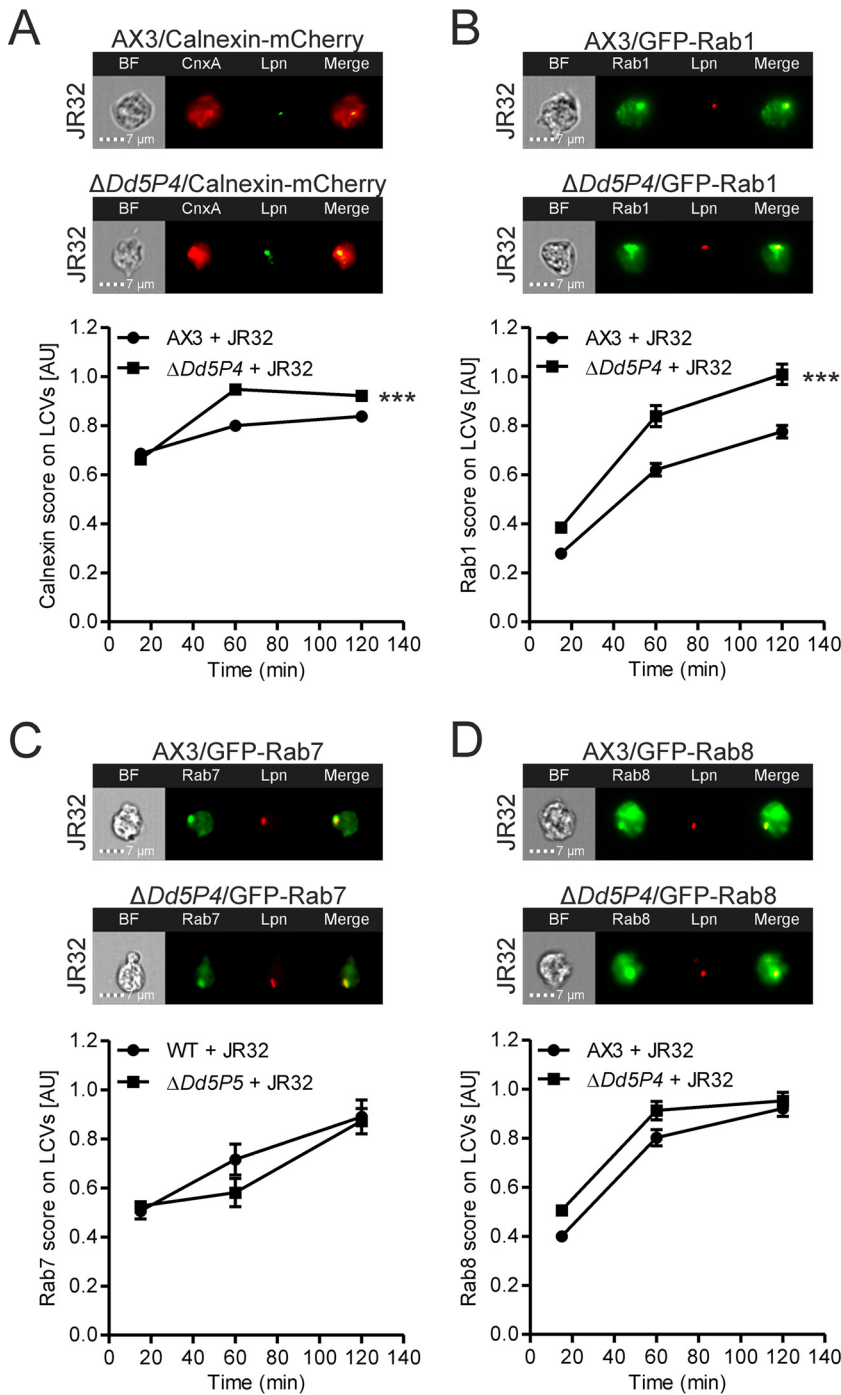 A
AX3/Calnexin-mCherry
BF CnxA Lpn Merge
JR32
7 µm
ΔDd5P4/Calnexin-mCherry
BF CnxA Lpn Merge
JR32
7 µm
AX3 + JR32
ΔDd5P4 + JR32
***
Calnexin score on LCVs [AU]
1.2
1.0
0.8
0.6
0.4
0.2
0.0
0 20 40 60 80 100 120 140
Time (min)
B
AX3/GFP-Rab1
BF Rab1 Lpn Merge
JR32
7 µm
ΔDd5P4/GFP-Rab1
BF Rab1 Lpn Merge
JR32
7 µm
AX3 + JR32
ΔDd5P4 + JR32
***
Rab1 score on LCVs [AU]
1.2
1.0
0.8
0.6
0.4
0.2
0.0
0 20 40 60 80 100 120 140
Time (min)
C
AX3/GFP-Rab7
BF Rab7 Lpn Merge
JR32
7 µm
ΔDd5P4/GFP-Rab7
BF Rab7 Lpn Merge
JR32
7 µm
WT + JR32
ΔDd5P5 + JR32
Rab7 score on LCVs [AU]
1.2
1.0
0.8
0.6
0.4
0.2
0.0
0 20 40 60 80 100 120 140
Time (min)
D
AX3/GFP-Rab8
BF Rab8 Lpn Merge
JR32
7 µm
ΔDd5P4/GFP-Rab8
BF Rab8 Lpn Merge
JR32
7 µm
AX3 + JR32
ΔDd5P4 + JR32
Rab8 score on LCVs [AU]
1.2
1.0
0.8
0.6
0.4
0.2
0.0
0 20 40 60 80 100 120 140
Time (min)